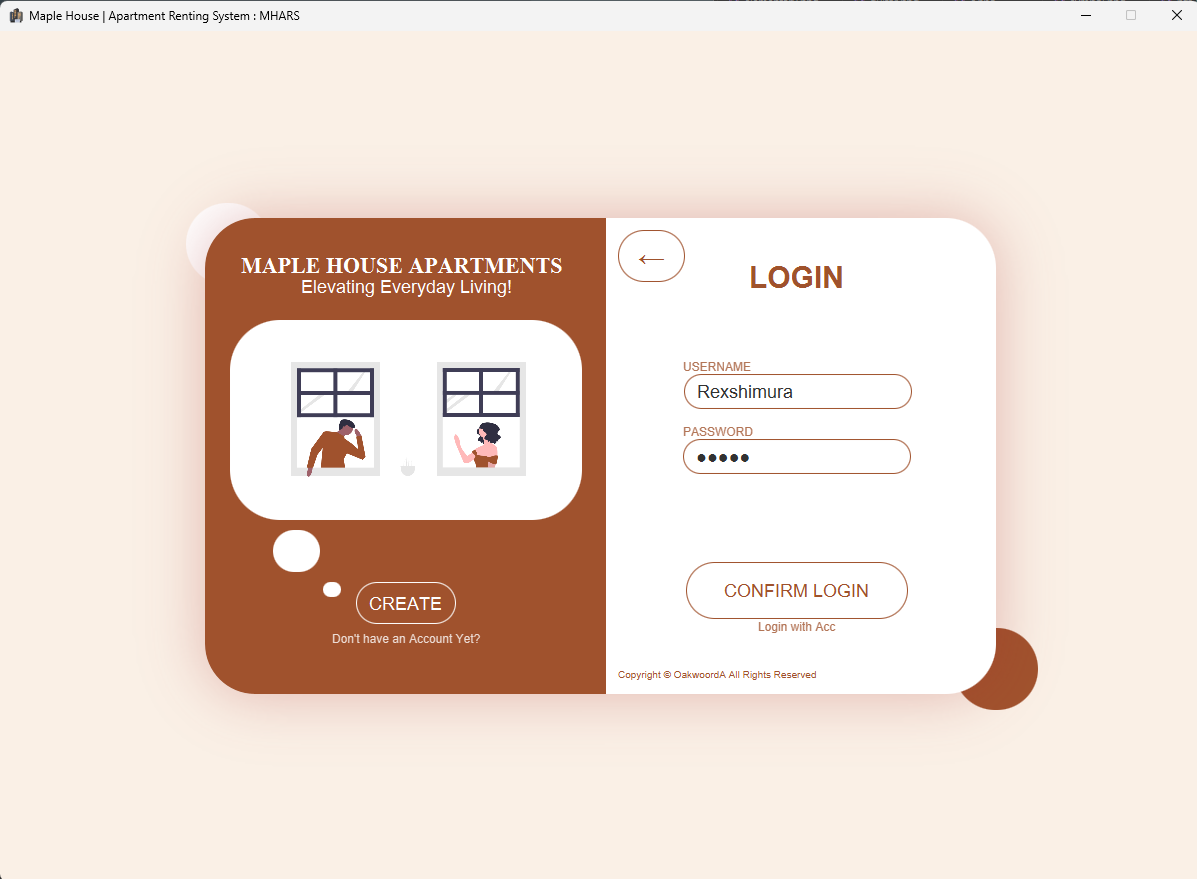 Maple House | Apartment Renting System : MHARS
MAPLE HOUSE APARTMENTS
Elevating Everyday Living!
CREATE
Don't have an Account Yet?
←
LOGIN
USERNAME
Rexshimura
PASSWORD
●●●●●
CONFIRM LOGIN
Login with Acc
Copyright © OakwoordA All Rights Reserved